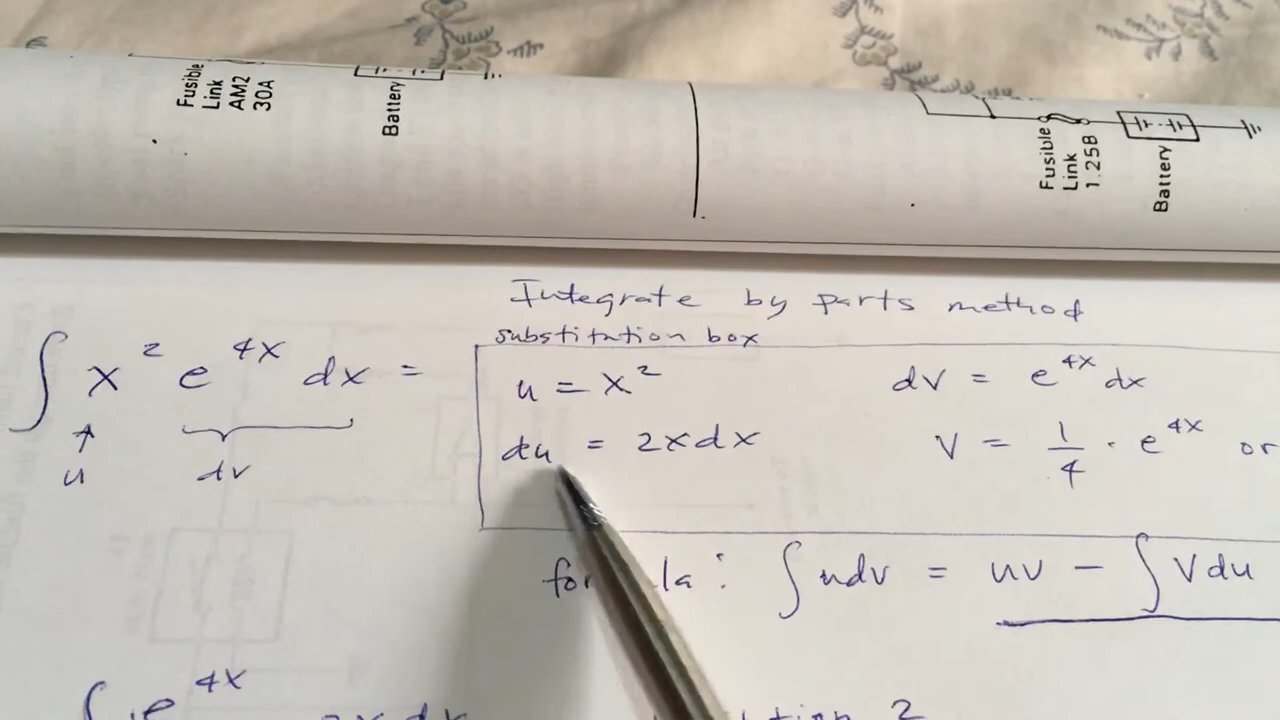 Fusible
Link
AM2
30A
Battery
Fusible
Link
1.25B
Battery
Integrate by parts method
substitution box
∫ x² e^{4x} dx =
u
dv
u = x²
dv = e^{4x} dx
du = 2x dx
v = 1/4 · e^{4x} or
∫ u dv = uv − ∫ v du
e^{4x}
2